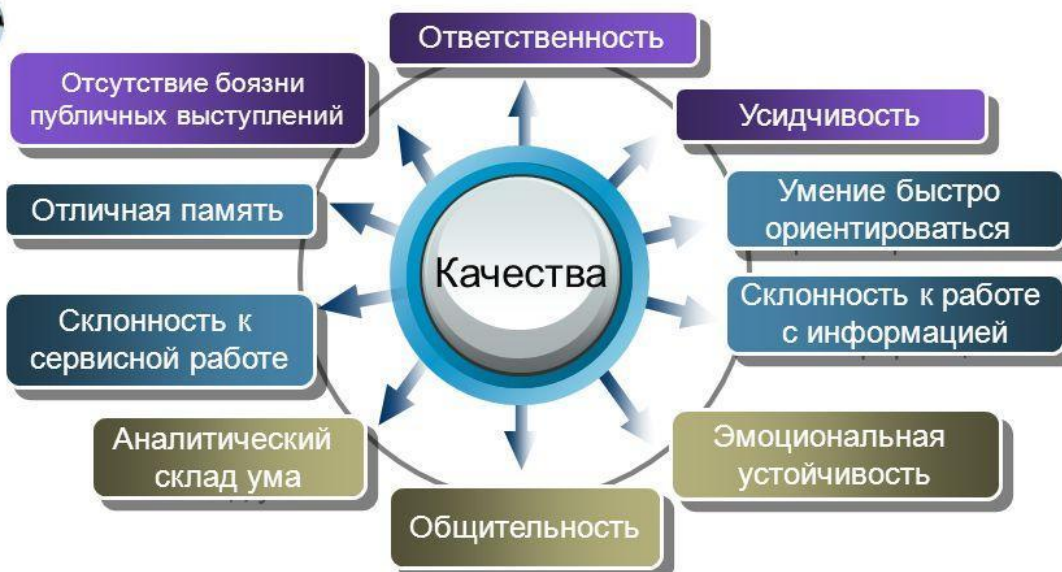 Ответственность
Отсутствие боязни
публичных выступлений
Усидчивость
Отличная память
Умение быстро
ориентироваться
Качества
Склонность к
сервисной работе
Склонность к работе
с информацией
Аналитический
склад ума
Эмоциональная
устойчивость
Общительность